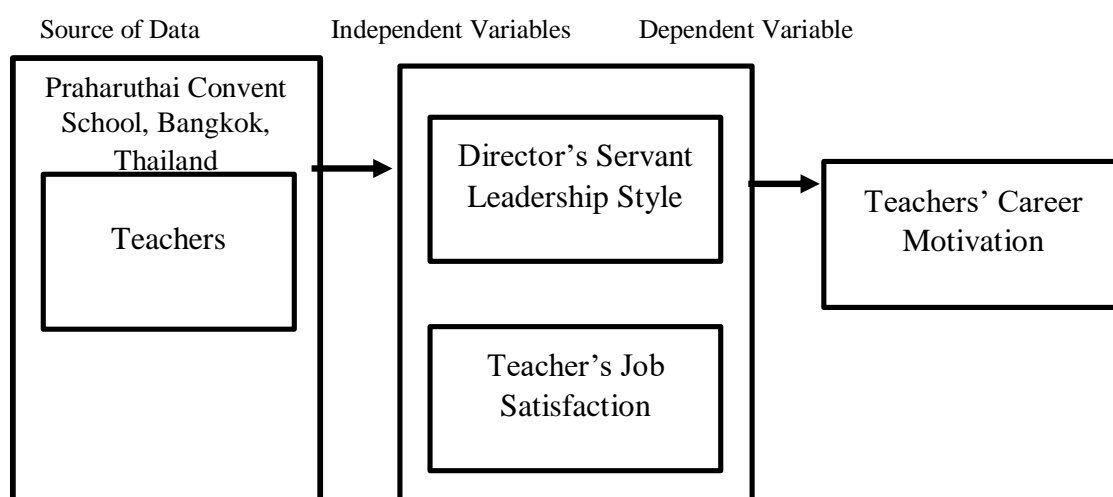 Source of Data
Independent Variables
Dependent Variable
Praharuthai Convent
School, Bangkok,
Thailand
Teachers
Director’s Servant
Leadership Style
Teacher’s Job
Satisfaction
Teachers’ Career
Motivation